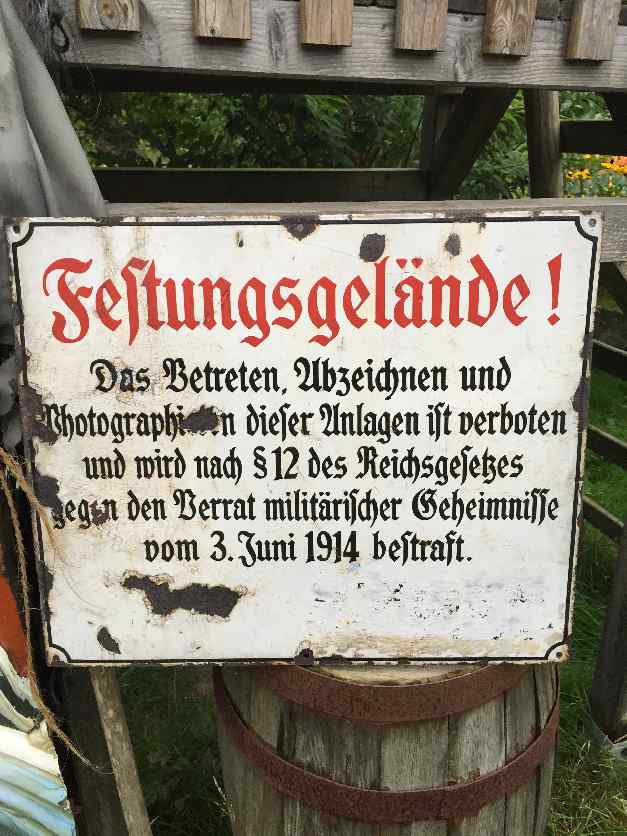 Festungsgelände!
Das Betreten, Abzeichnen und
Photographieren dieser Anlagen ist verboten
und wird nach § 12 des Reichsgesetzes
gegen den Verrat militärischer Geheimnisse
vom 3. Juni 1914 bestraft.